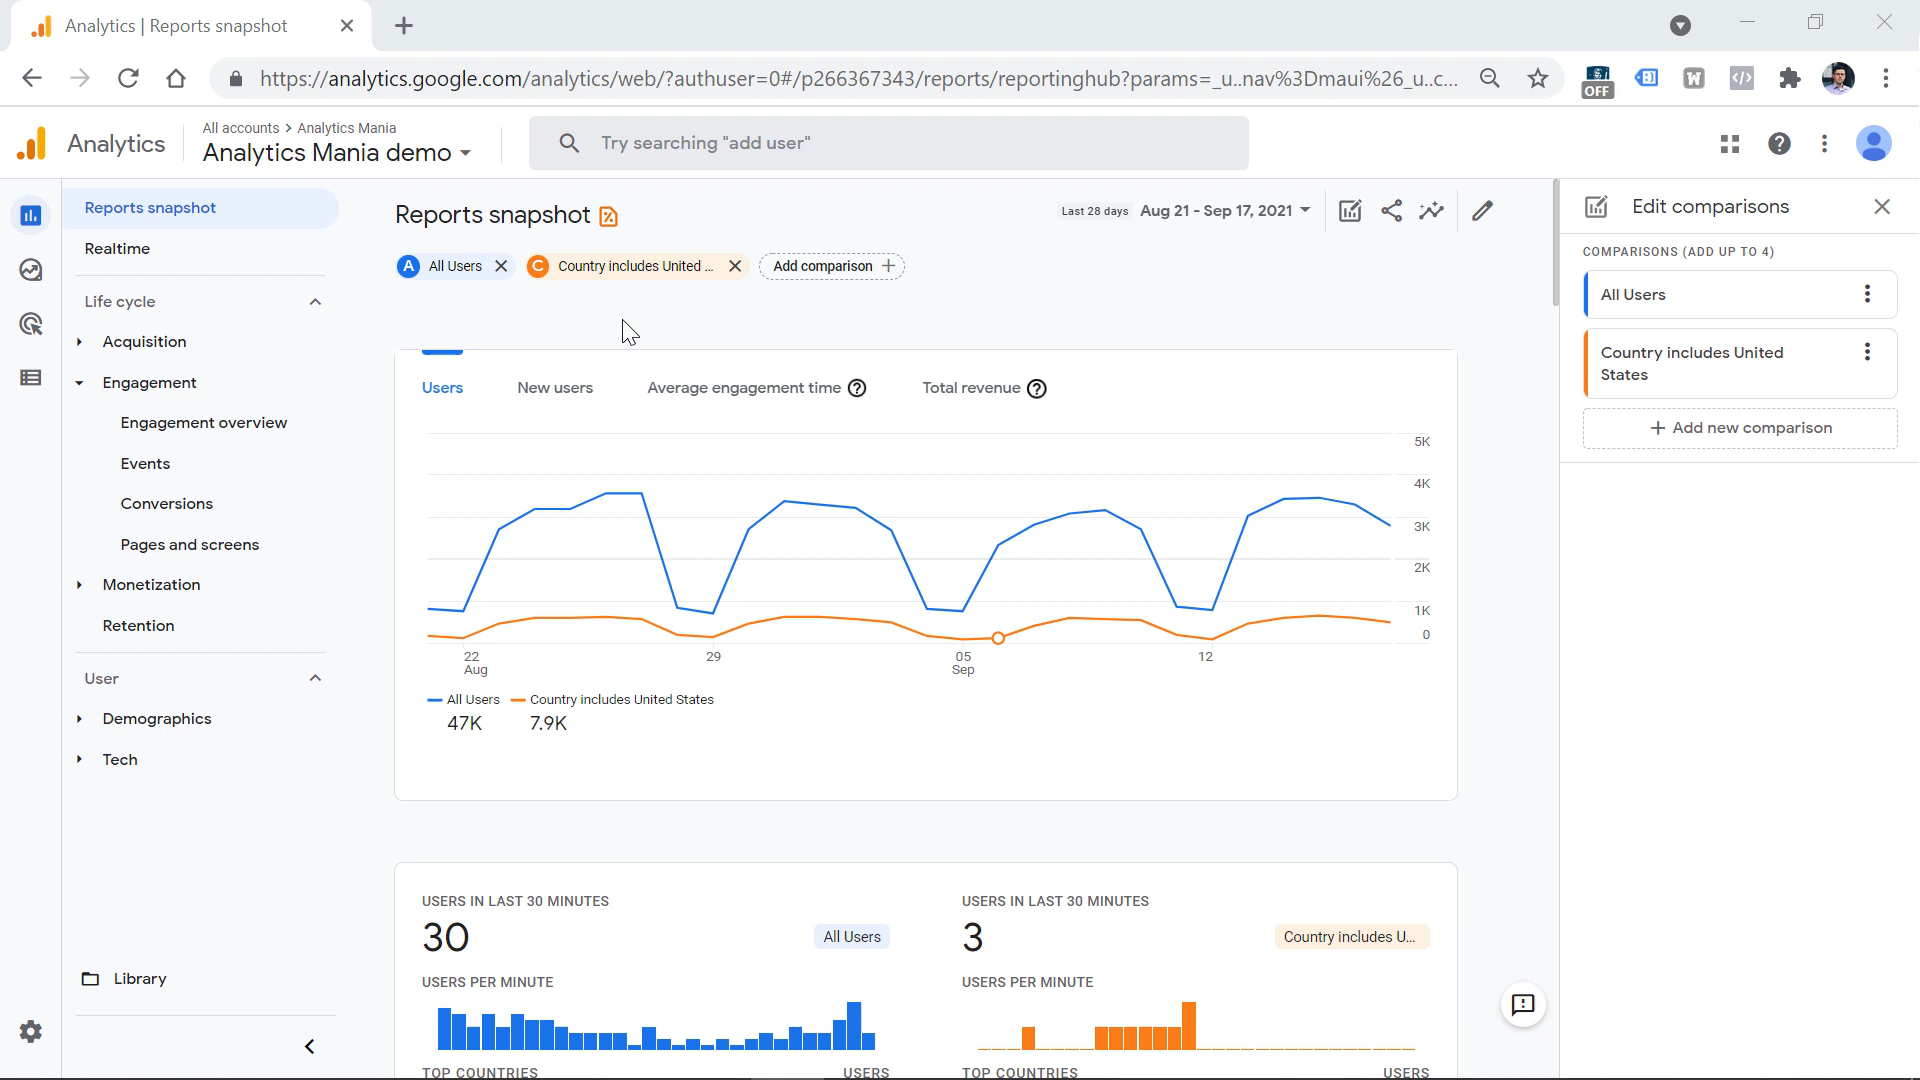 Analytics | Reports snapshot
https://analytics.google.com/analytics/web/?authuser=0#/p266367343/reports/reportinghub?params=_u..nav%3Dmaui%26_u..c...
OFF
Analytics
All accounts > Analytics Mania
Analytics Mania demo
Try searching "add user"
Reports snapshot
Realtime
Life cycle
Acquisition
Engagement
Engagement overview
Events
Conversions
Pages and screens
Monetization
Retention
User
Demographics
Tech
Library
Reports snapshot
Last 28 days Aug 21 - Sep 17, 2021
A All Users
C Country includes United ...
Add comparison +
Users
New users
Average engagement time
Total revenue
5K
4K
3K
2K
1K
0
22
Aug
29
05
Sep
12
All Users
47K
Country includes United States
7.9K
USERS IN LAST 30 MINUTES
30
All Users
USERS PER MINUTE
TOP COUNTRIES
USERS
USERS IN LAST 30 MINUTES
3
Country includes U...
USERS PER MINUTE
TOP COUNTRIES
USERS
Edit comparisons
COMPARISONS (ADD UP TO 4)
All Users
Country includes United
States
+ Add new comparison